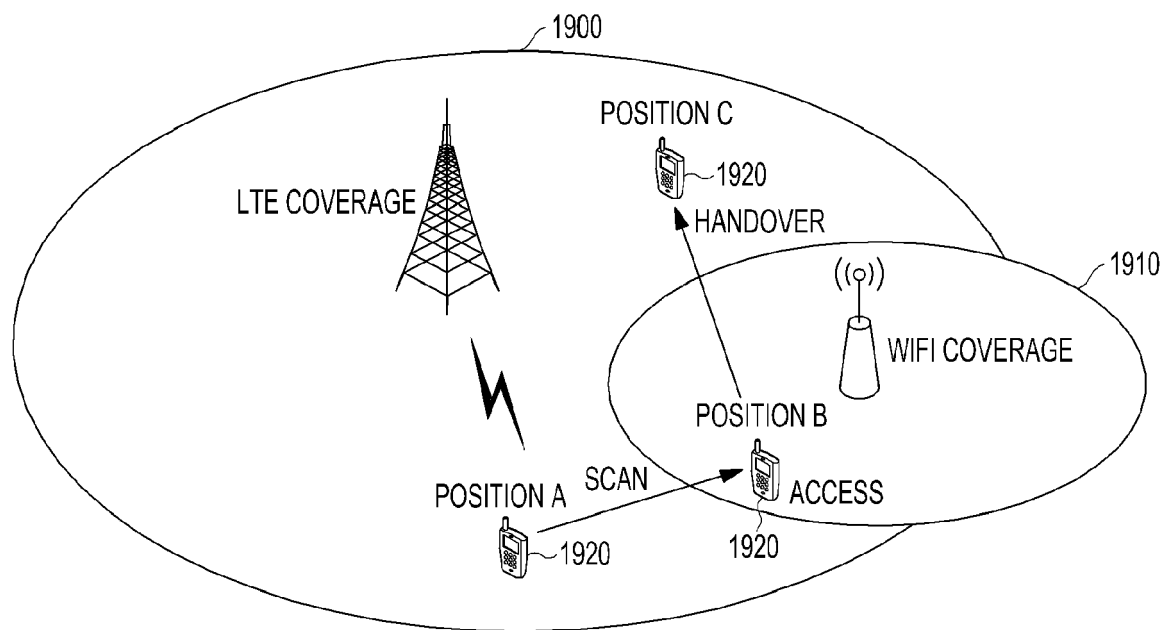 1900
POSITION C
1920
LTE COVERAGE
HANDOVER
1910
WIFI COVERAGE
POSITION B
SCAN
POSITION A
ACCESS
1920
1920